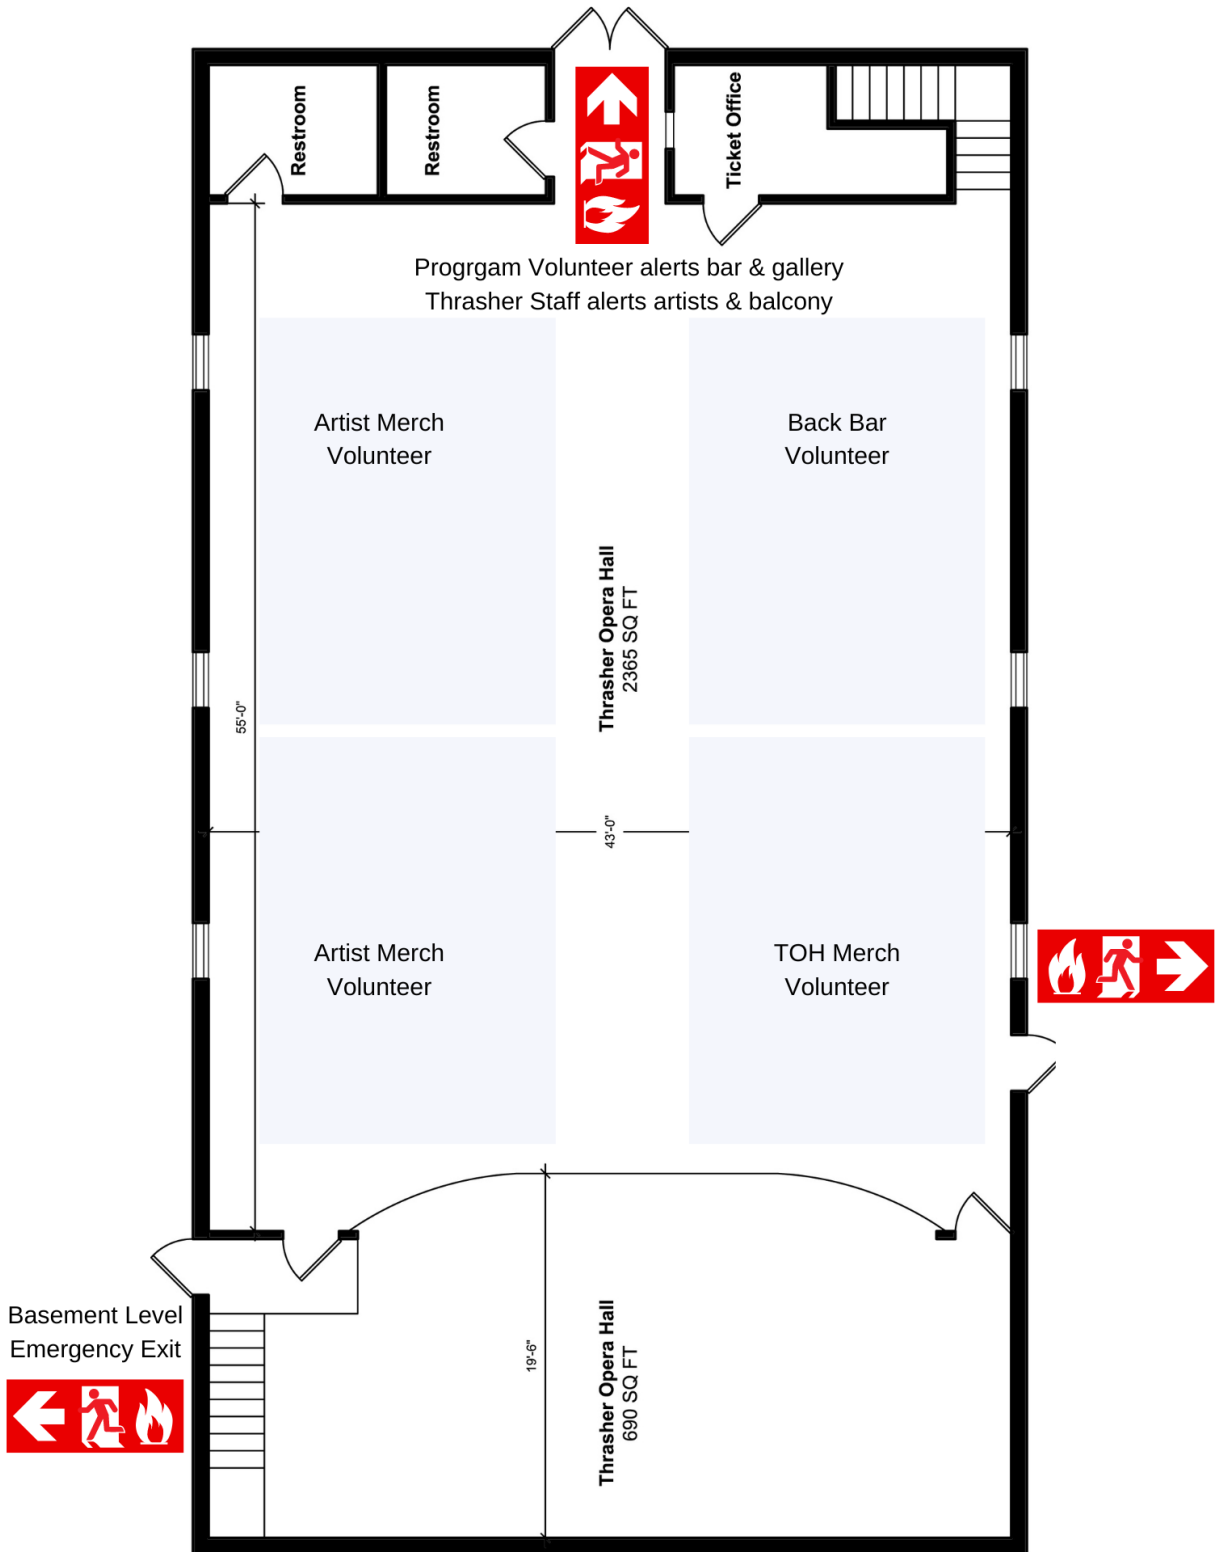 Restroom
Restroom
Ticket Office
Progrgam Volunteer alerts bar & gallery
Thrasher Staff alerts artists & balcony
Artist Merch
Volunteer
Back Bar
Volunteer
Thrasher Opera Hall
2365 SQ FT
55'-0"
43'-0"
Artist Merch
Volunteer
TOH Merch
Volunteer
Basement Level
Emergency Exit
19'-6"
Thrasher Opera Hall
690 SQ FT